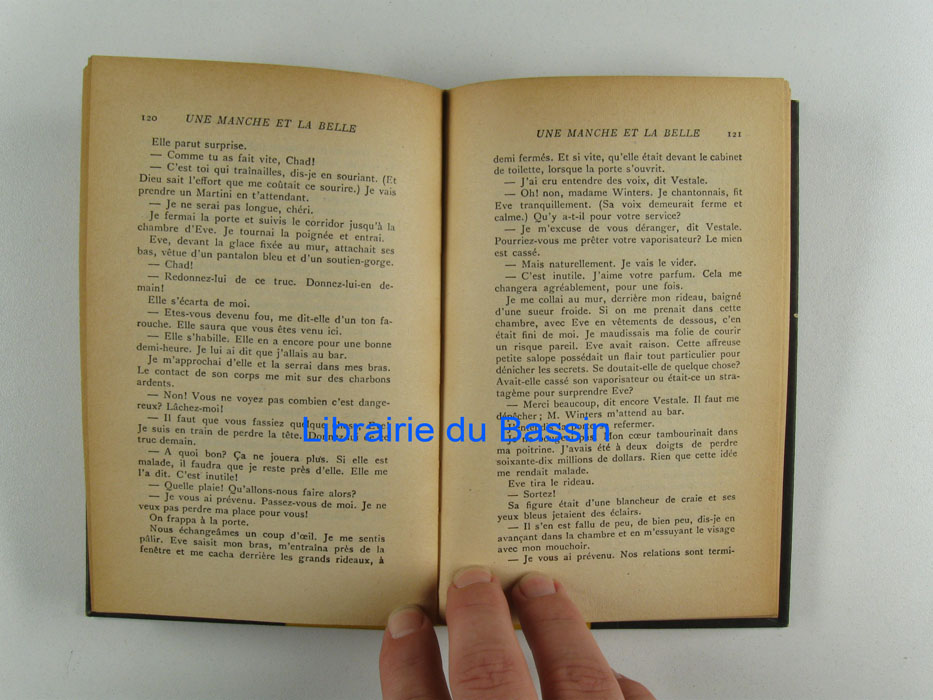 120 UNE MANCHE ET LA BELLE
Elle parut surprise.
— Comme tu as fait vite, Chad!
— C'est toi qui traînailles, dis-je en souriant. (Et
Dieu sait l'effort que me coûtait ce sourire.) Je vais
prendre un Martini en t'attendant.
— Je ne serai pas longue, chéri.
Je fermai la porte et suivis le corridor jusqu'à la
chambre d'Eve. Je tournai la poignée et entrai.
Eve, devant la glace fixée au mur, attachait ses
bas, vêtue d'un pantalon bleu et d'un soutien-gorge.
— Chad!
— Redonnez-lui de ce truc. Donnez-lui-en de-
main!
Elle s'écarta de moi.
— Etes-vous devenu fou, me dit-elle d'un ton fa-
rouche. Elle saura que vous êtes venu ici.
— Elle s'habille. Elle en a encore pour une bonne
demi-heure. Je lui ai dit que j'allais au bar.
Je m'approchai d'elle et la serrai dans mes bras.
Le contact de son corps me mit sur des charbons
ardents.
— Non! Vous ne voyez pas combien c'est dange-
reux? Lâchez-moi!
— Il faut que vous fassiez quelque
Je suis en train de perdre la tête.
truc demain.
— A quoi bon? Ça ne jouera plus. Si elle est
malade, il faudra que je reste près d'elle. Elle me
l'a dit. C'est inutile!
— Quelle plaie! Qu'allons-nous faire alors?
— Je vous ai prévenu. Passez-vous de moi. Je ne
veux pas perdre ma place pour vous!
On frappa à la porte.
Nous échangeâmes un coup d'œil. Je me sentis
pâlir. Eve saisit mon bras, m'entraîna près de la
fenêtre et me cacha derrière les grands rideaux, à
UNE MANCHE ET LA BELLE 121
demi fermés. Et si vite, qu'elle était devant le cabinet
de toilette, lorsque la porte s'ouvrit.
— J'ai cru entendre des voix, dit Vestale.
— Oh! non, madame Winters. Je chantonnais, fit
Eve tranquillement. (Sa voix demeurait ferme et
calme.) Qu'y a-t-il pour votre service?
— Je m'excuse de vous déranger, dit Vestale.
Pourriez-vous me prêter votre vaporisateur? Le mien
est cassé.
— Mais naturellement. Je vais le vider.
— C'est inutile. J'aime votre parfum. Cela me
changera agréablement, pour une fois.
Je me collai au mur, derrière mon rideau, baigné
d'une sueur froide. Si on me prenait dans cette
chambre, avec Eve en vêtements de dessous, c'en
était fini de moi. Je maudissais ma folie de courir
un risque pareil. Eve avait raison. Cette affreuse
petite salope possédait un flair tout particulier pour
dénicher les secrets. Se doutait-elle de quelque chose?
Avait-elle cassé son vaporisateur ou était-ce un stra-
tagème pour surprendre Eve?
— Merci beaucoup, dit encore Vestale. Il faut me
dépêcher; M. Winters m'attend au bar.
refermer.
Mon cœur tambourinait dans
ma poitrine. J'avais été à deux doigts de perdre
soixante-dix millions de dollars. Rien que cette idée
me rendait malade.
Eve tira le rideau.
— Sortez!
Sa figure était d'une blancheur de craie et ses
yeux bleus jetaient des éclairs.
— Il s'en est fallu de peu, de bien peu, dis-je en
avançant dans la chambre et en m'essuyant le visage
avec mon mouchoir.
— Je vous ai prévenu. Nos relations sont termi-
Librairie du Bassin